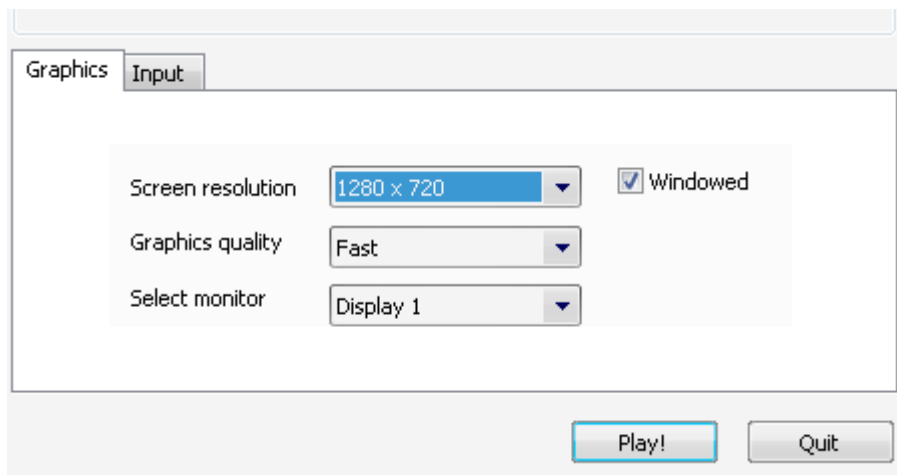 Graphics Input
Screen resolution 1280 x 720 Windowed
Graphics quality Fast
Select monitor Display 1
Play! Quit